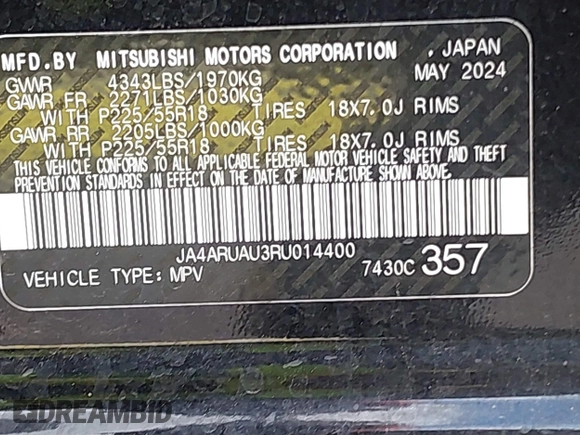 MFD.BY MITSUBISHI MOTORS CORPORATION , JAPAN
GVWR 4343LBS/1970KG MAY 2024
GAWR FR 2271LBS/1030KG
WITH P225/55R18 TIRES 18X7.0J RIMS
GAWR RR 2205LBS/1000KG
WITH P225/55R18 TIRES 18X7.0J RIMS
THIS VEHICLE CONFORMS TO ALL APPLICABLE FEDERAL MOTOR VEHICLE SAFETY AND THEFT
PREVENTION STANDARDS IN EFFECT ON THE DATE OF MANUFACTURE SHOWN ABOVE.
JA4ARUAU3RU014400
VEHICLE TYPE: MPV 7430C 357
DREAMBID